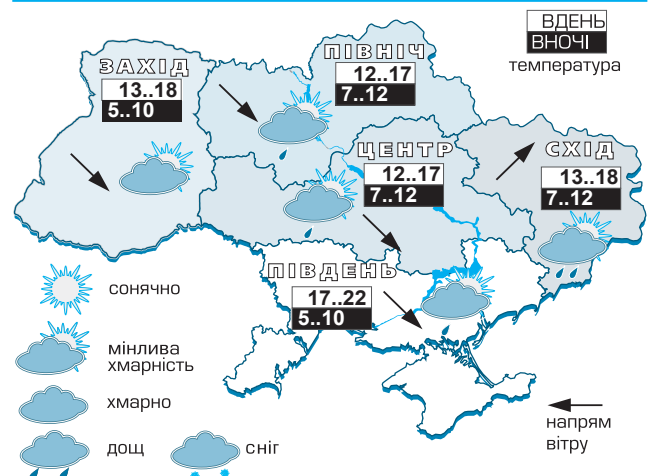 ВДЕНЬ
ВНОЧІ
температура
ПІВНІЧ
12..17
7..12
ЗАХІД
13..18
5..10
ЦЕНТР
12..17
7..12
СХІД
13..18
7..12
ПІВДЕНЬ
17..22
5..10
сонячно
мінлива
хмарність
хмарно
дощ
сніг
напрям
вітру